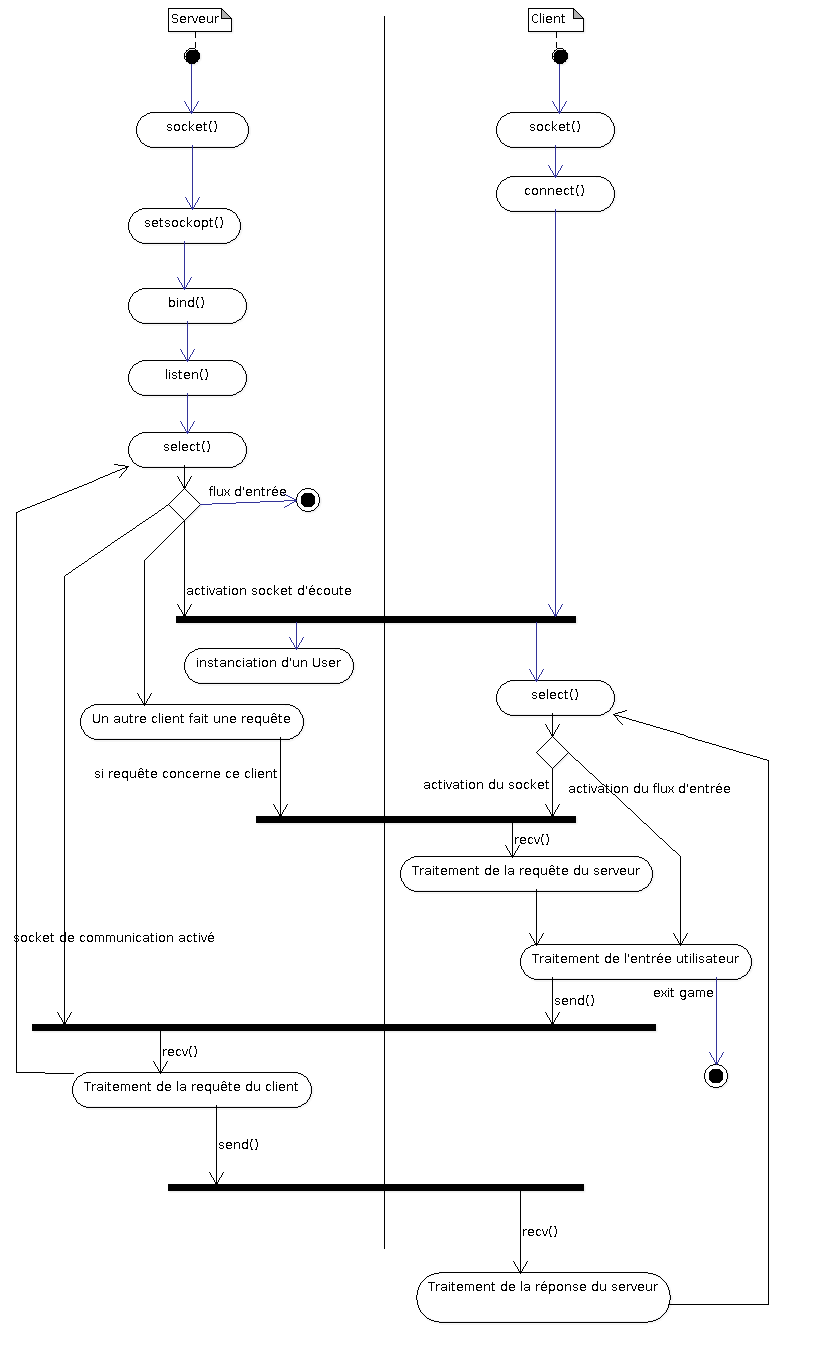 Serveur
Client
socket()
socket()
connect()
setsockopt()
bind()
listen()
select()
flux d'entrée
activation socket d'écoute
instanciation d'un User
select()
Un autre client fait une requête
si requête concerne ce client
activation du socket
activation du flux d'entrée
recv()
Traitement de la requête du serveur
socket de communication activé
Traitement de l'entrée utilisateur
exit game
send()
recv()
Traitement de la requête du client
send()
recv()
Traitement de la réponse du serveur